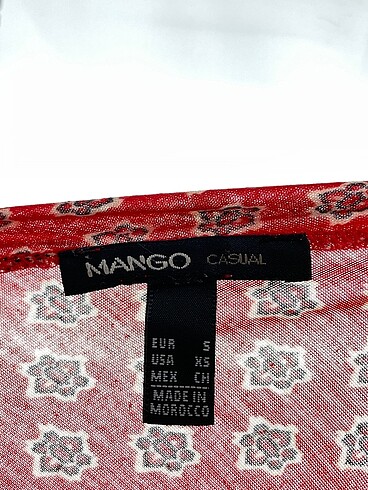 MANGO CASUAL
EUR S
USA XS
MEX CH
MADE IN
MOROCCO